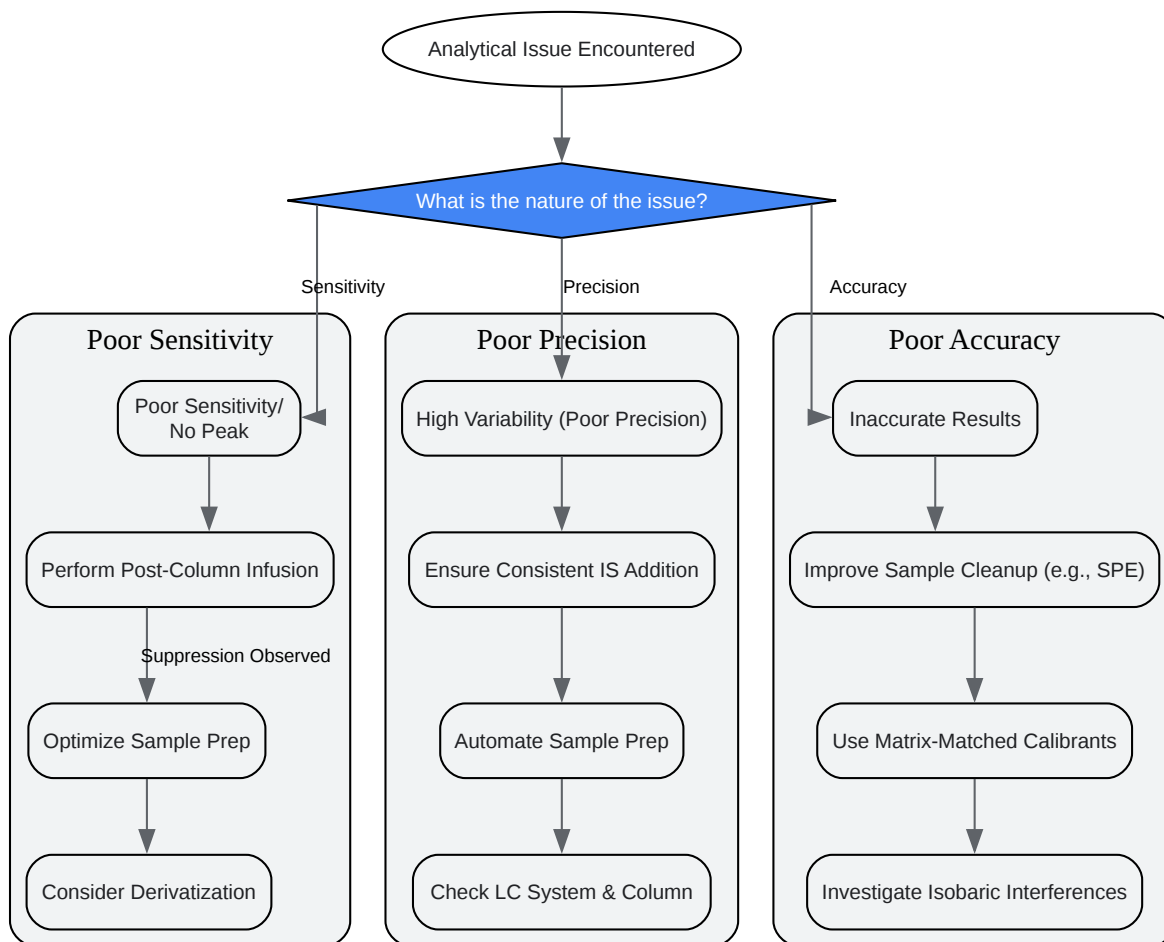 Analytical Issue Encountered
What is the nature of the issue?
Sensitivity
Precision
Accuracy
Poor Sensitivity
Poor Precision
Poor Accuracy
Poor Sensitivity/
No Peak
High Variability (Poor Precision)
Inaccurate Results
Perform Post-Column Infusion
Ensure Consistent IS Addition
Improve Sample Cleanup (e.g., SPE)
Suppression Observed
Optimize Sample Prep
Automate Sample Prep
Use Matrix-Matched Calibrants
Consider Derivatization
Check LC System & Column
Investigate Isobaric Interferences